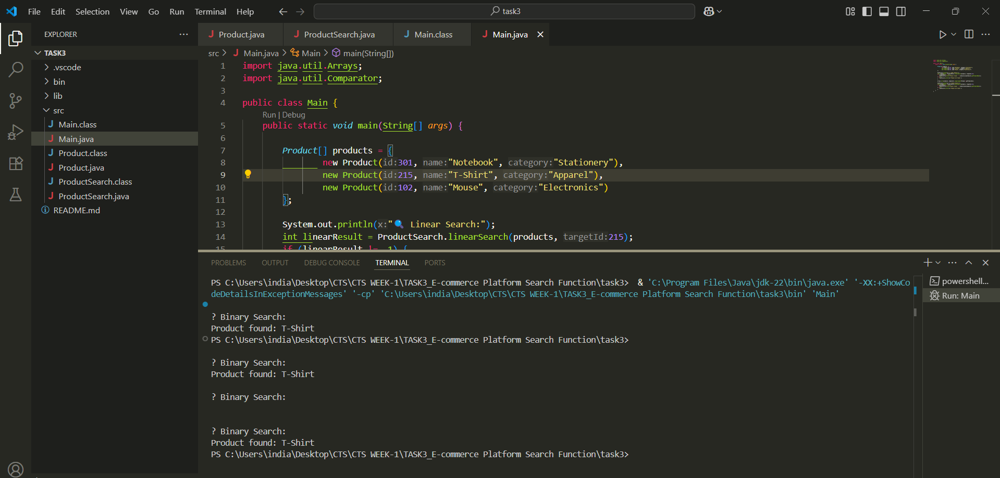 File Edit Selection View Go Run Terminal Help
task3
EXPLORER
TASK3
.vscode
bin
lib
src
Main.class
Main.java
Product.class
Product.java
ProductSearch.class
ProductSearch.java
README.md
Product.java ProductSearch.java Main.class Main.java
src > Main.java > Main > main(String[])
1 import java.util.Arrays;
2 import java.util.Comparator;
3
4 public class Main {
Run | Debug
5 public static void main(String[] args) {
6
7 Product[] products = {
8 new Product(id:301, name:"Notebook", category:"Stationery"),
9 new Product(id:215, name:"T-Shirt", category:"Apparel"),
10 new Product(id:102, name:"Mouse", category:"Electronics")
11 };
12
13 System.out.println(x:"🔍 Linear Search:");
14 int linearResult = ProductSearch.linearSearch(products, targetId:215);
15 if (linearResult != -1) {
PROBLEMS OUTPUT DEBUG CONSOLE TERMINAL PORTS
PS C:\Users\india\Desktop\CTS\CTS WEEK-1\TASK3_E-commerce Platform Search Function\task3> & 'C:\Program Files\Java\jdk-22\bin\java.exe' '-XX:+ShowCo
deDetailsInExceptionMessages' '-cp' 'C:\Users\india\Desktop\CTS\CTS WEEK-1\TASK3_E-commerce Platform Search Function\task3\bin' 'Main'
? Binary Search:
Product found: T-Shirt
PS C:\Users\india\Desktop\CTS\CTS WEEK-1\TASK3_E-commerce Platform Search Function\task3>
? Binary Search:
Product found: T-Shirt
? Binary Search:
? Binary Search:
Product found: T-Shirt
PS C:\Users\india\Desktop\CTS\CTS WEEK-1\TASK3_E-commerce Platform Search Function\task3>
powershell...
Run: Main